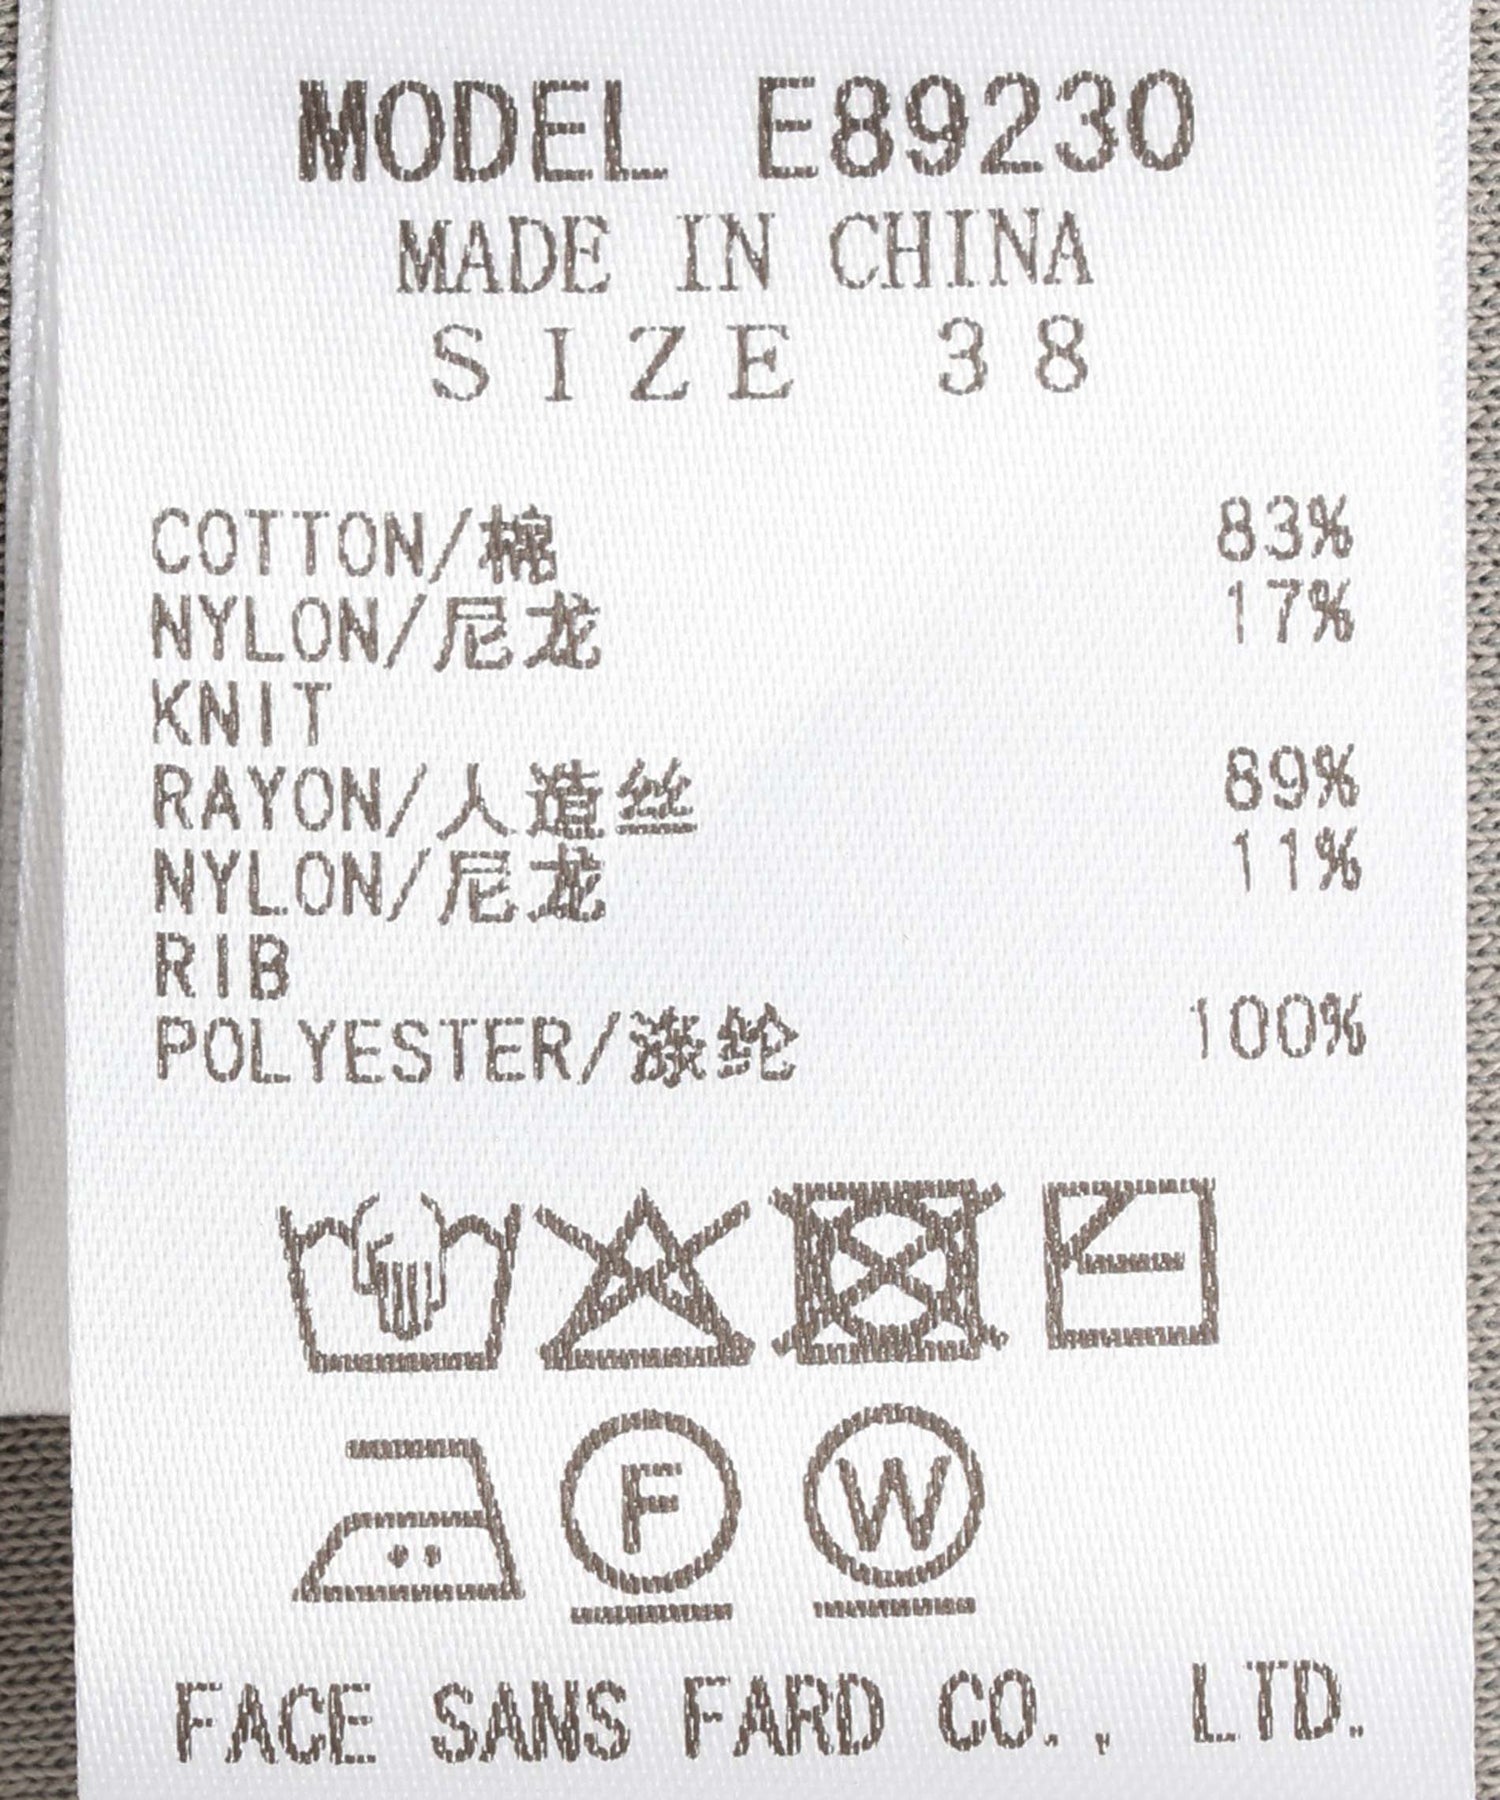 MODEL E89230
MADE IN CHINA
SIZE 38
COTTON/棉 83%
NYLON/尼龙 17%
KNIT
RAYON/人造丝 89%
NYLON/尼龙 11%
RIB
POLYESTER/涤纶 100%
F W
FACE SANS FARD CO., LTD.